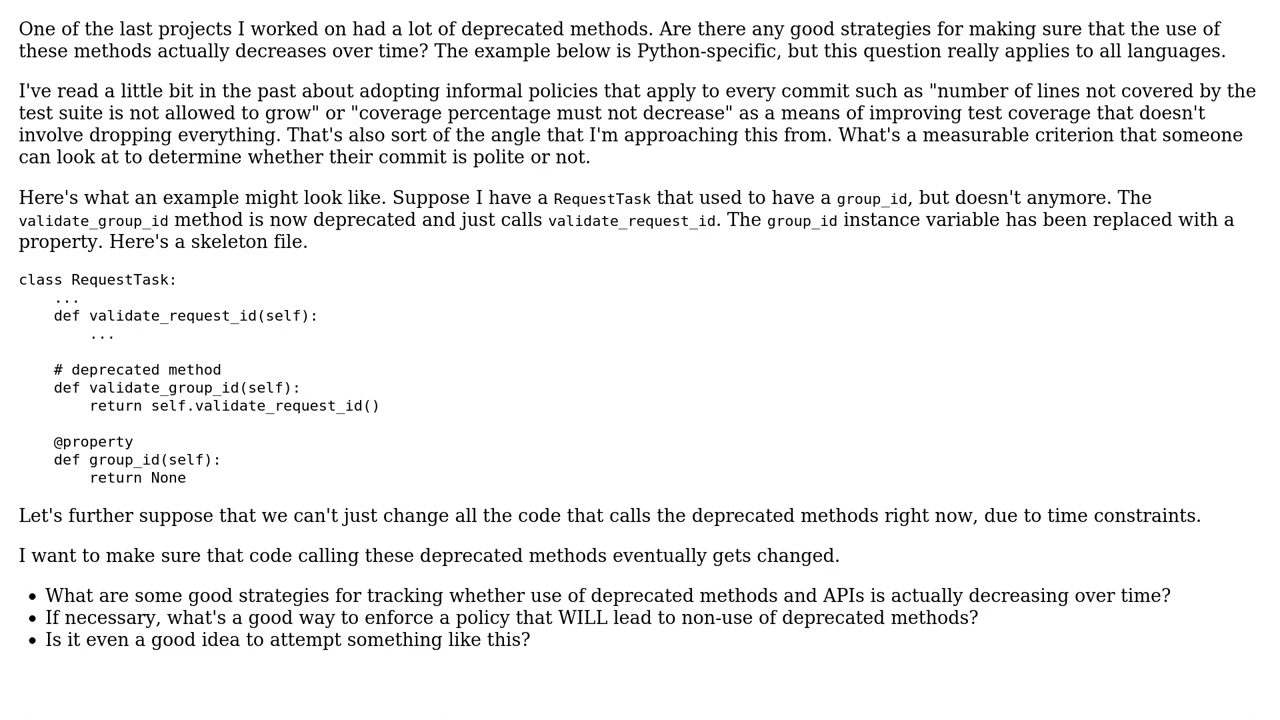 One of the last projects I worked on had a lot of deprecated methods. Are there any good strategies for making sure that the use of
these methods actually decreases over time? The example below is Python-specific, but this question really applies to all languages.
I've read a little bit in the past about adopting informal policies that apply to every commit such as "number of lines not covered by the
test suite is not allowed to grow" or "coverage percentage must not decrease" as a means of improving test coverage that doesn't
involve dropping everything. That's also sort of the angle that I'm approaching this from. What's a measurable criterion that someone
can look at to determine whether their commit is polite or not.
Here's what an example might look like. Suppose I have a RequestTask that used to have a group_id, but doesn't anymore. The
validate_group_id method is now deprecated and just calls validate_request_id. The group_id instance variable has been replaced with a
property. Here's a skeleton file.
class RequestTask:
    ...
    def validate_request_id(self):
        ...
    # deprecated method
    def validate_group_id(self):
        return self.validate_request_id()
    @property
    def group_id(self):
        return None
Let's further suppose that we can't just change all the code that calls the deprecated methods right now, due to time constraints.
I want to make sure that code calling these deprecated methods eventually gets changed.
• What are some good strategies for tracking whether use of deprecated methods and APIs is actually decreasing over time?
• If necessary, what's a good way to enforce a policy that WILL lead to non-use of deprecated methods?
• Is it even a good idea to attempt something like this?